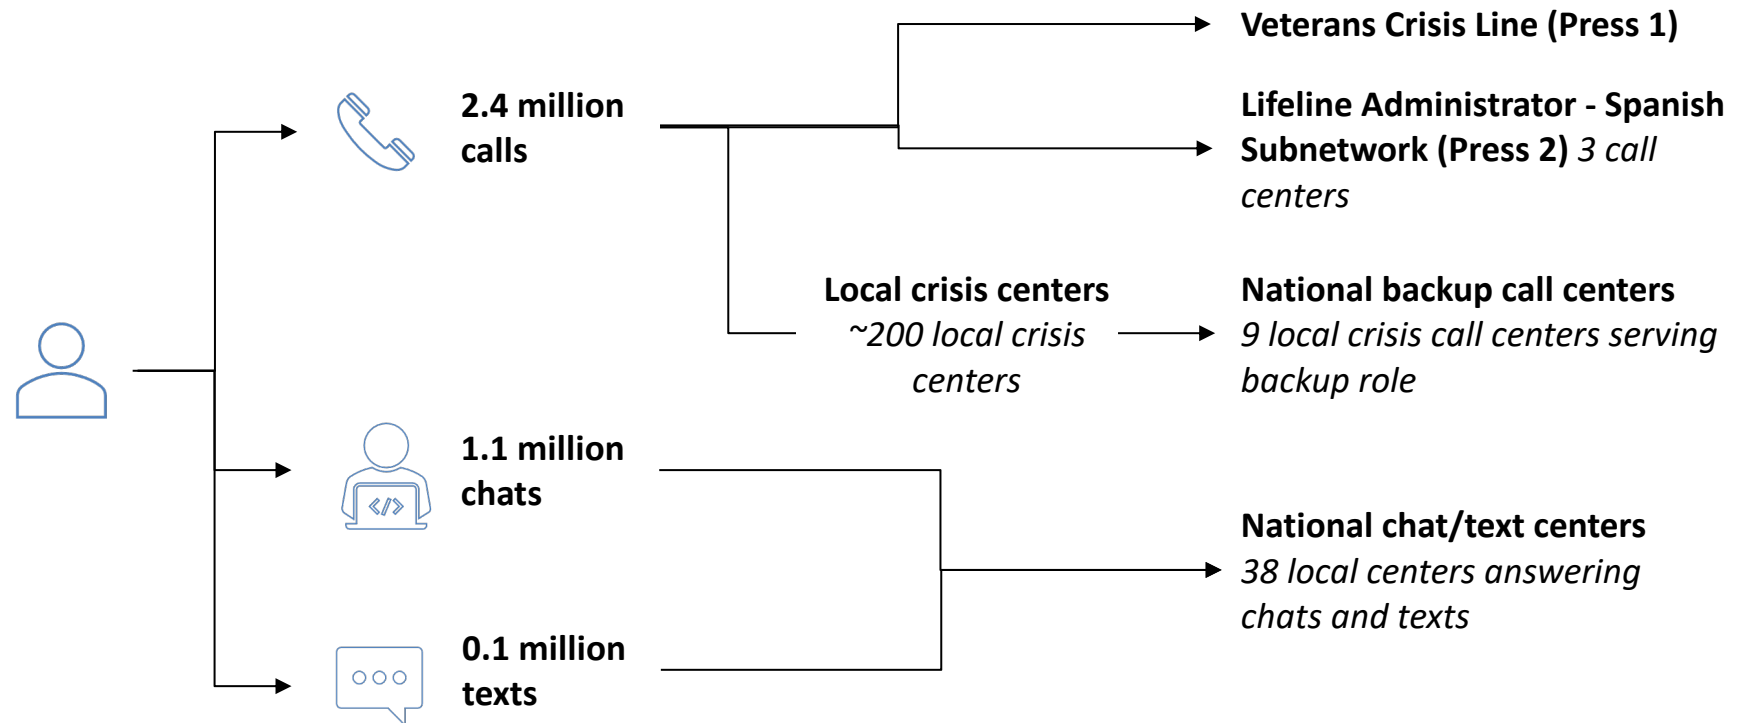 Veterans Crisis Line (Press 1)
2.4 million
calls
Lifeline Administrator - Spanish
Subnetwork (Press 2) 3 call
centers
Local crisis centers
~200 local crisis
centers
National backup call centers
9 local crisis call centers serving
backup role
1.1 million
chats
</>
National chat/text centers
38 local centers answering
chats and texts
0.1 million
texts